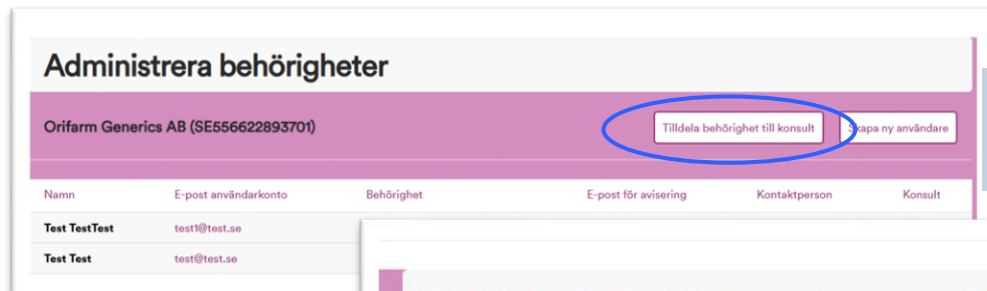 Administrera behörigheter
Orifarm Generics AB (SE556622893701)
Tilldela behörighet till konsult
Skapa ny användare
Namn E-post användarkonto Behörighet E-post för avisering Kontaktperson Konsult
Test TestTest test1@test.se
Test Test test@test.se